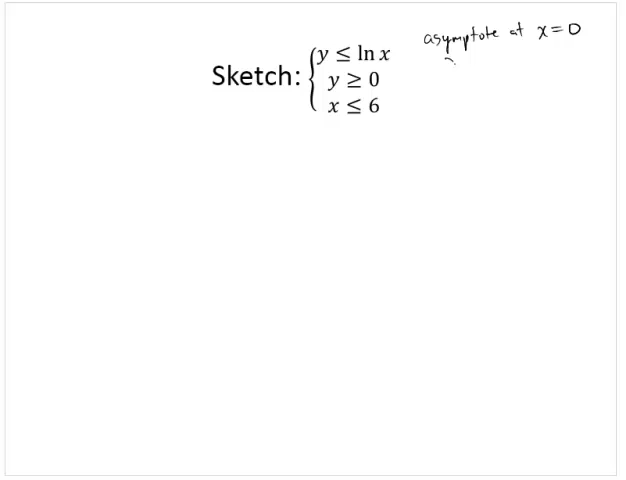 asymptote at x=0
Sketch: { y ≤ ln x
y ≥ 0
x ≤ 6